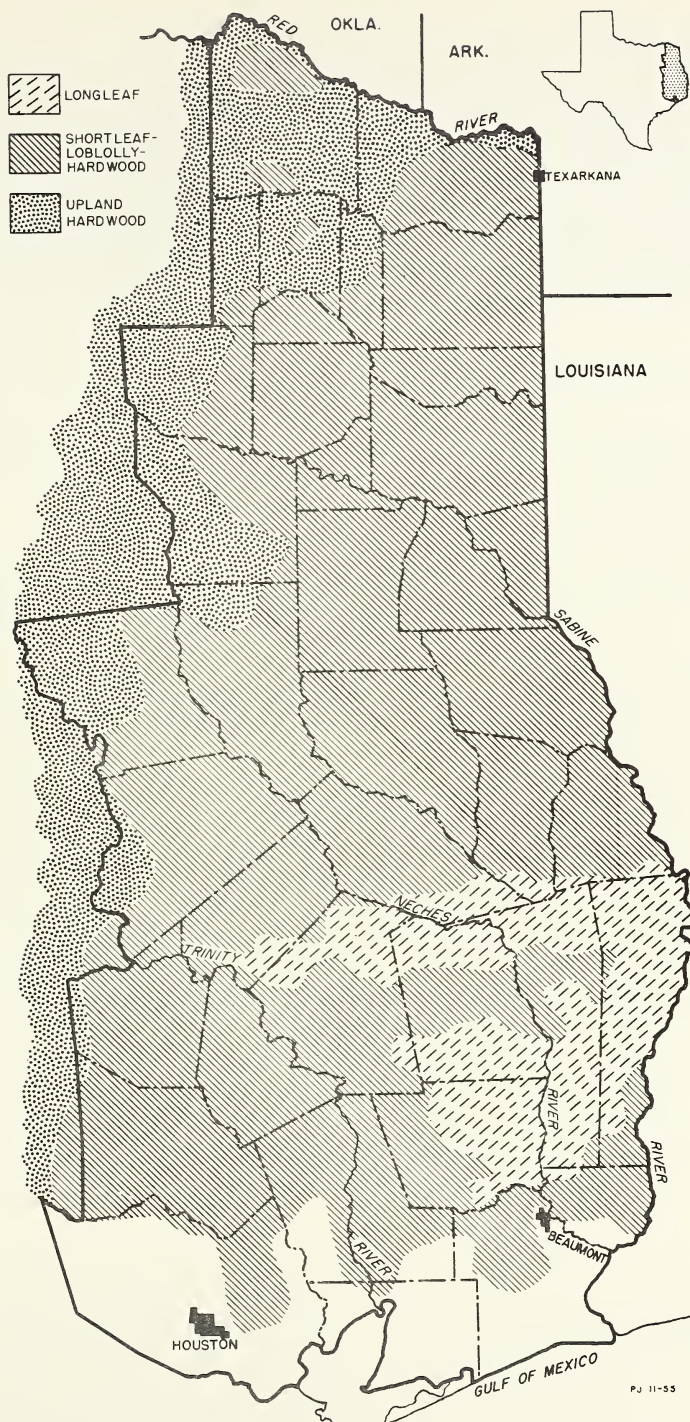 RED
OKLA.
ARK.
RIVER
TEXARKANA
LONGLEAF
SHORTLEAF-
LOBLOLLY-
HARDWOOD
UPLAND
HARDWOOD
LOUISIANA
SABINE
NECHES
TRINITY
RIVER
RIVER
RIVER
BEAUMONT
HOUSTON
GULF OF MEXICO
PJ 11-55